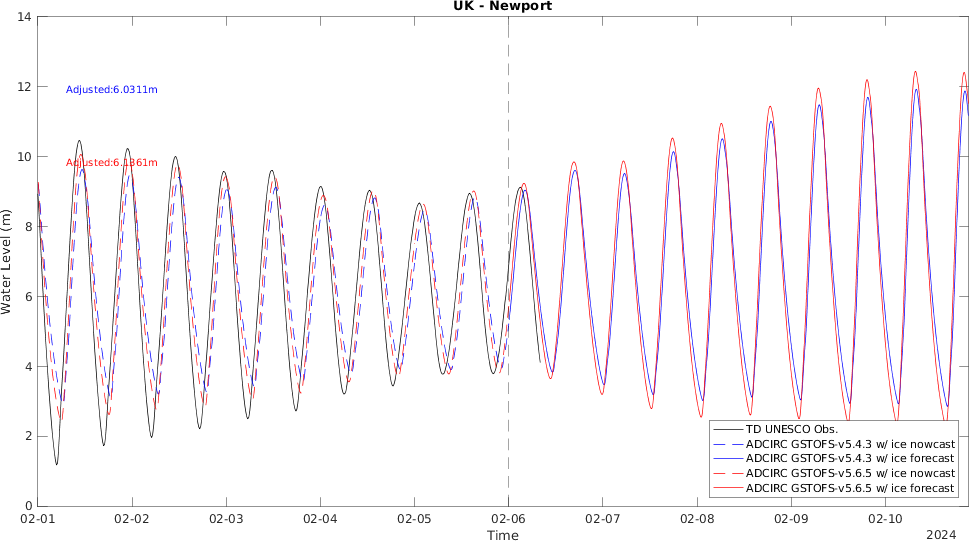 UK - Newport
14
12
10
8
6
4
2
0
Water Level (m)
Adjusted:6.0311m
Adjusted:6.1361m
TD UNESCO Obs.
ADCIRC GSTOFS-v5.4.3 w/ ice nowcast
ADCIRC GSTOFS-v5.4.3 w/ ice forecast
ADCIRC GSTOFS-v5.6.5 w/ ice nowcast
ADCIRC GSTOFS-v5.6.5 w/ ice forecast
02-01 02-02 02-03 02-04 02-05 02-06 02-07 02-08 02-09 02-10
Time
2024